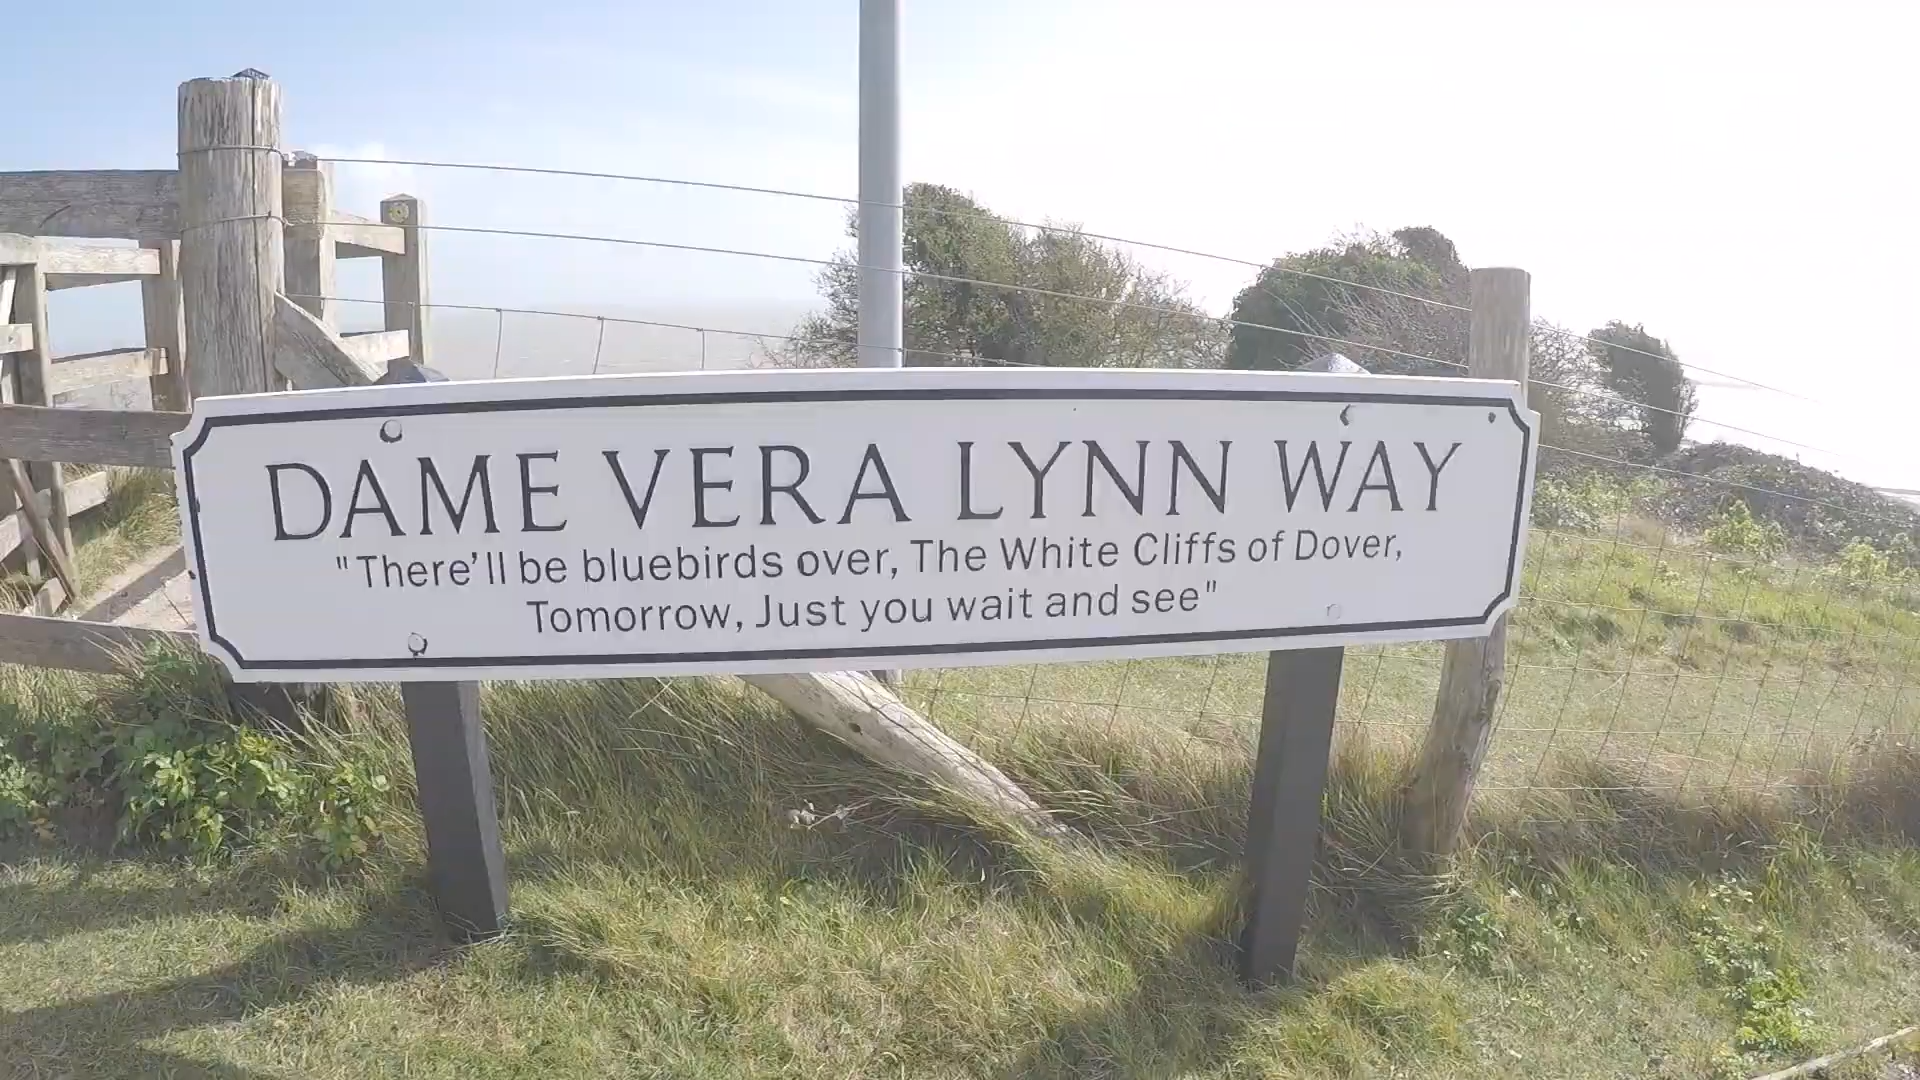 DAME VERA LYNN WAY
"There'll be bluebirds over, The White Cliffs of Dover,
Tomorrow, Just you wait and see"